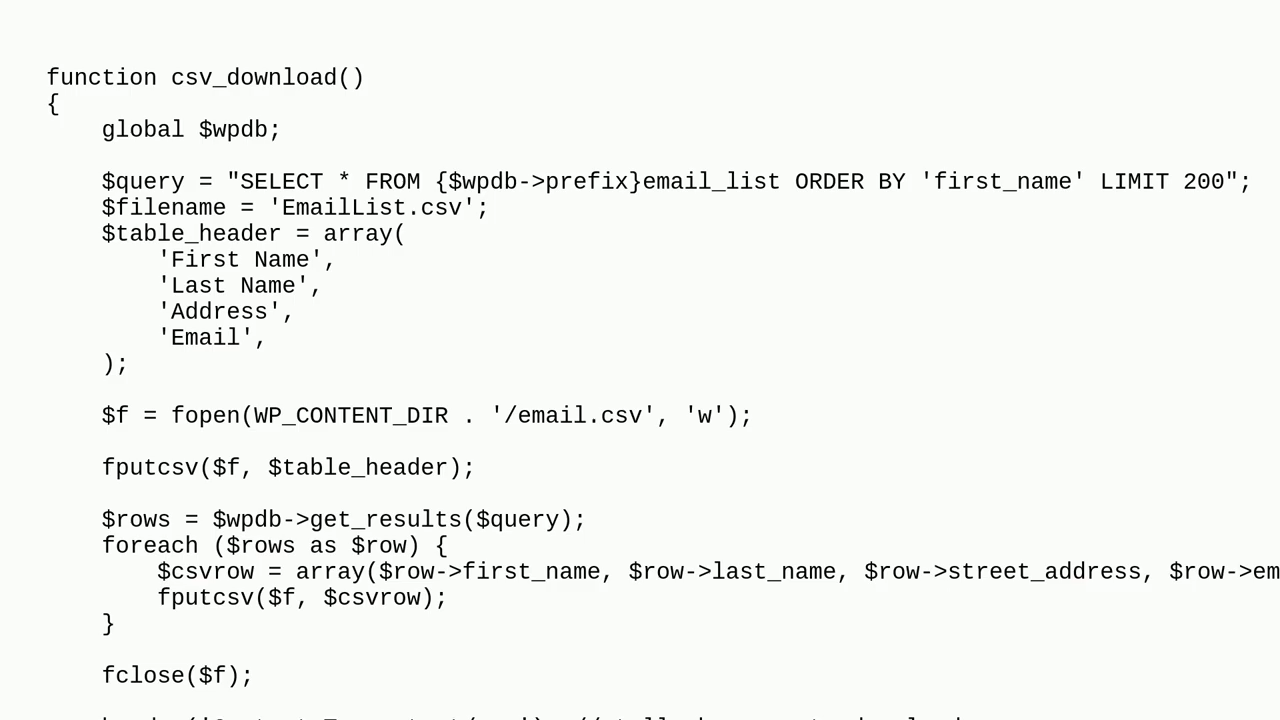 function csv_download()
{
    global $wpdb;

    $query = "SELECT * FROM {$wpdb->prefix}email_list ORDER BY 'first_name' LIMIT 200";
    $filename = 'EmailList.csv';
    $table_header = array(
        'First Name',
        'Last Name',
        'Address',
        'Email',
    );

    $f = fopen(WP_CONTENT_DIR . '/email.csv', 'w');

    fputcsv($f, $table_header);

    $rows = $wpdb->get_results($query);
    foreach ($rows as $row) {
        $csvrow = array($row->first_name, $row->last_name, $row->street_address, $row->em
        fputcsv($f, $csvrow);
    }

    fclose($f);